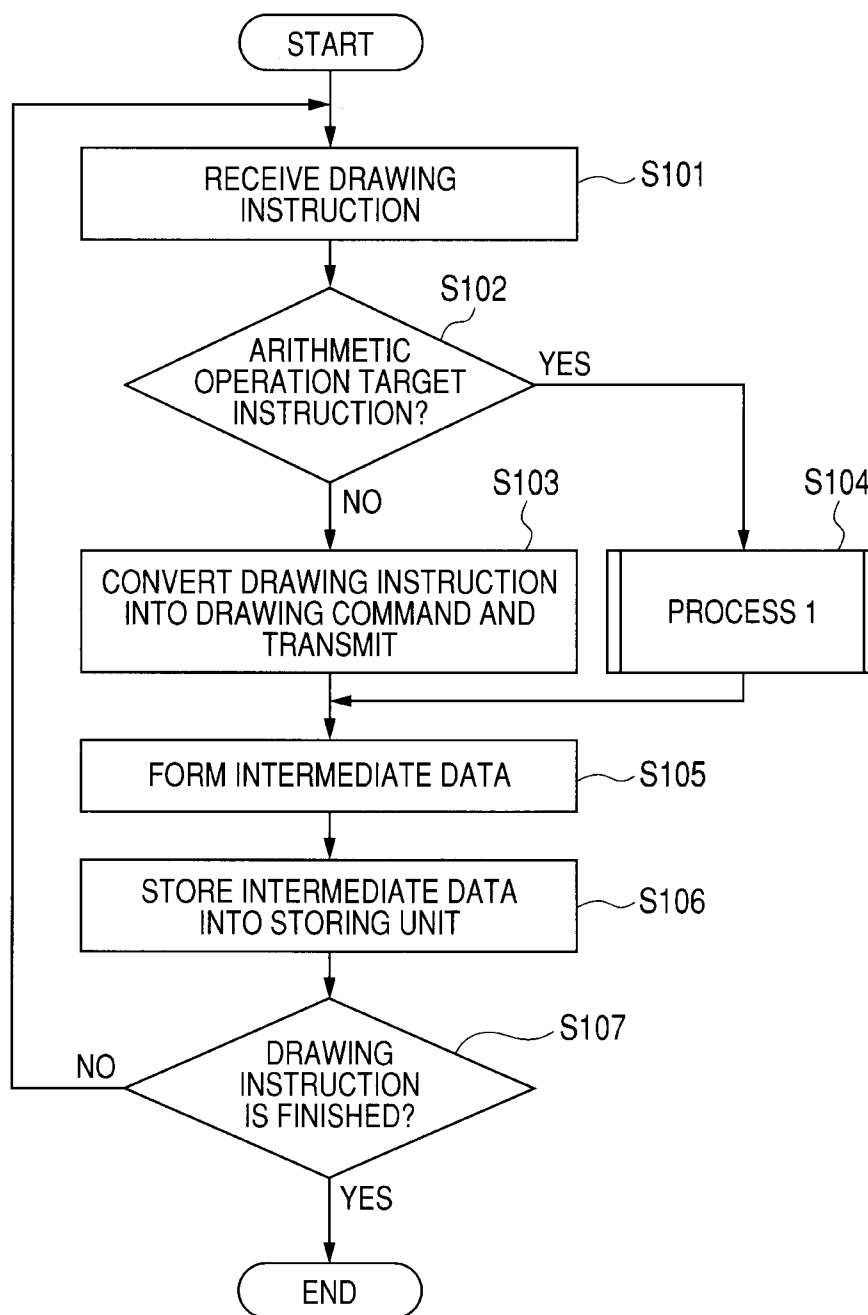 START
RECEIVE DRAWING
INSTRUCTION
S101
S102
ARITHMETIC
OPERATION TARGET
INSTRUCTION?
YES
NO
S103
S104
CONVERT DRAWING INSTRUCTION
INTO DRAWING COMMAND AND
TRANSMIT
PROCESS 1
FORM INTERMEDIATE DATA
S105
STORE INTERMEDIATE DATA
INTO STORING UNIT
S106
S107
DRAWING
INSTRUCTION
IS FINISHED?
NO
YES
END